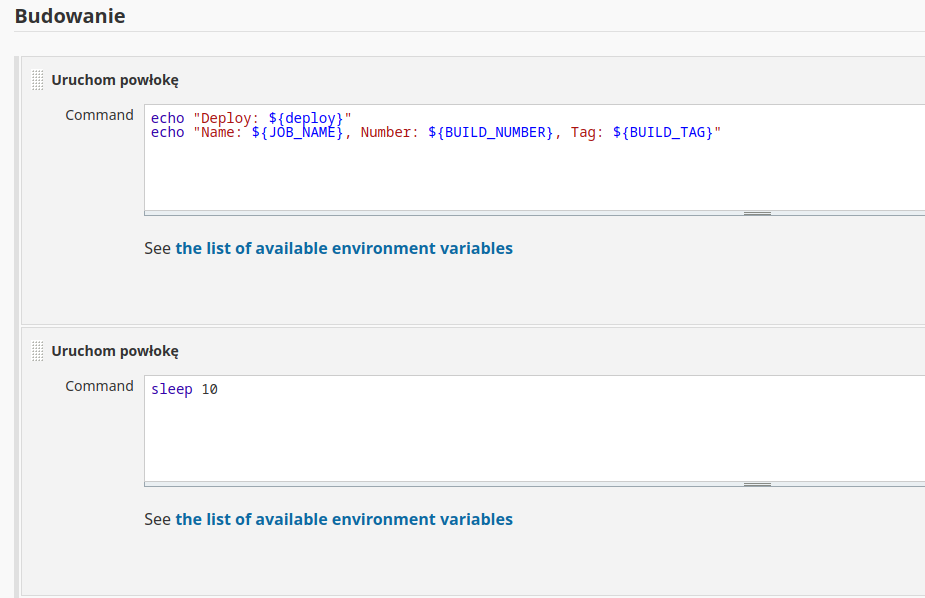 Budowanie
Uruchom powłokę
Command
echo "Deploy: ${deploy}"
echo "Name: ${JOB_NAME}, Number: ${BUILD_NUMBER}, Tag: ${BUILD_TAG}"
See the list of available environment variables
Uruchom powłokę
Command
sleep 10
See the list of available environment variables